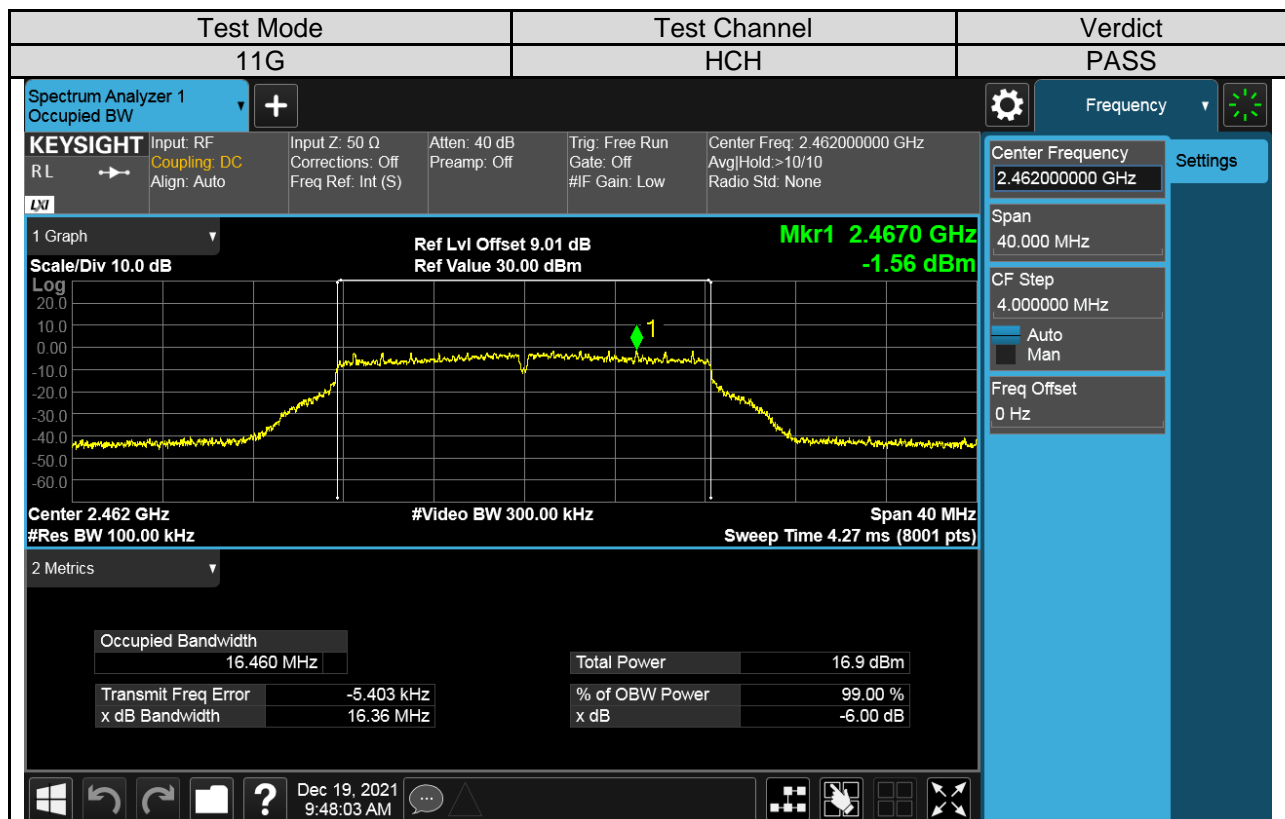 Test Mode Test Channel Verdict
11G HCH PASS
Spectrum Analyzer 1
Occupied BW
Frequency
KEYSIGHT Input: RF Input Z: 50 Ω Atten: 40 dB Trig: Free Run Center Freq: 2.462000000 GHz
RL Coupling: DC Corrections: Off Preamp: Off Gate: Off Avg|Hold:>10/10
Align: Auto Freq Ref: Int (S) #IF Gain: Low Radio Std: None
LXI
Center Frequency
2.462000000 GHz
Settings
Span
40.000 MHz
CF Step
4.000000 MHz
Auto
Man
Freq Offset
0 Hz
1 Graph Ref Lvl Offset 9.01 dB Mkr1 2.4670 GHz
Scale/Div 10.0 dB Ref Value 30.00 dBm -1.56 dBm
Log
20.0
10.0
0.00
-10.0
-20.0
-30.0
-40.0
-50.0
-60.0
1
Center 2.462 GHz #Video BW 300.00 kHz Span 40 MHz
#Res BW 100.00 kHz Sweep Time 4.27 ms (8001 pts)
2 Metrics
Occupied Bandwidth
16.460 MHz Total Power 16.9 dBm
Transmit Freq Error -5.403 kHz % of OBW Power 99.00 %
x dB Bandwidth 16.36 MHz x dB -6.00 dB
Dec 19, 2021
9:48:03 AM